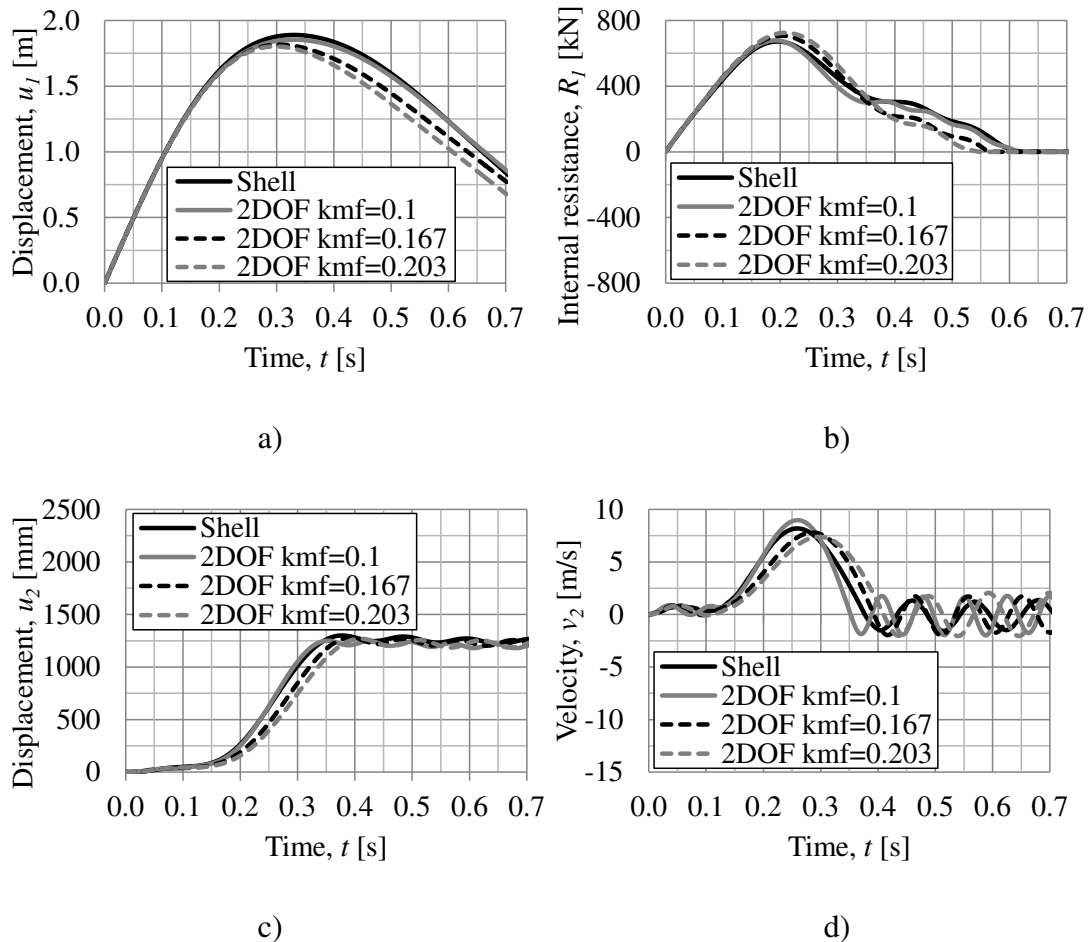 Displacement, u1 [m]
2.0
1.5
1.0
0.5
0.0
Shell
2DOF kmf=0.1
2DOF kmf=0.167
2DOF kmf=0.203
0.0 0.1 0.2 0.3 0.4 0.5 0.6 0.7
Time, t [s]
a)
Internal resistance, R1 [kN]
800
400
0
-400
-800
Shell
2DOF kmf=0.1
2DOF kmf=0.167
2DOF kmf=0.203
0.0 0.1 0.2 0.3 0.4 0.5 0.6 0.7
Time, t [s]
b)
Displacement, u2 [mm]
2500
2000
1500
1000
500
0
Shell
2DOF kmf=0.1
2DOF kmf=0.167
2DOF kmf=0.203
0.0 0.1 0.2 0.3 0.4 0.5 0.6 0.7
Time, t [s]
c)
Velocity, v2 [m/s]
10
5
0
-5
-10
-15
Shell
2DOF kmf=0.1
2DOF kmf=0.167
2DOF kmf=0.203
0.0 0.1 0.2 0.3 0.4 0.5 0.6 0.7
Time, t [s]
d)